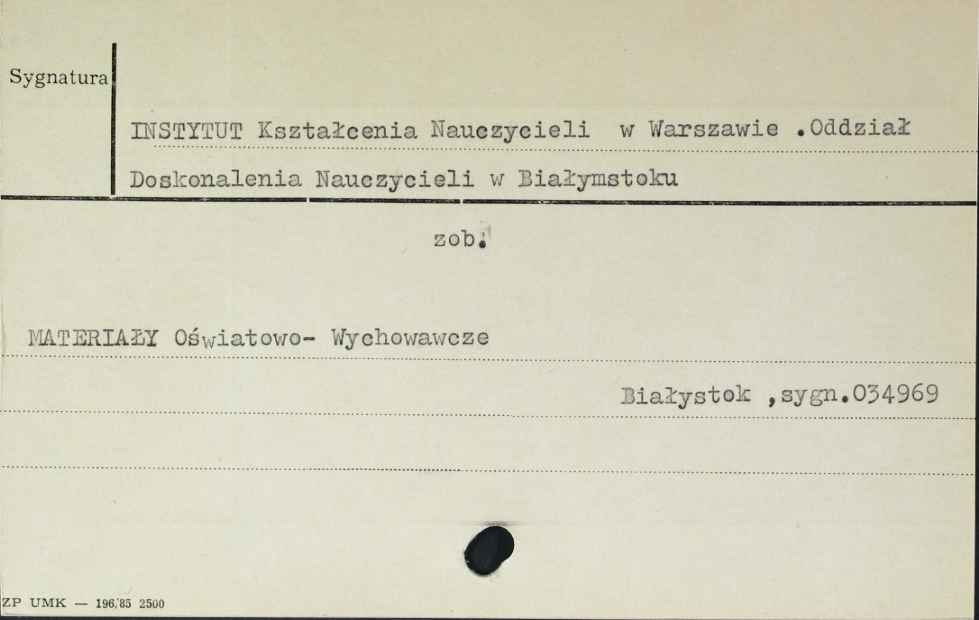 Sygnatura
INSTYTUT Kształcenia Nauczycieli w Warszawie .Oddział
Doskonalenia Nauczycieli w Białymstoku
zob.
MATERIAŁY Oświatowo- Wychowawcze
Białystok ,sygn.034969
ZP UMK — 196/85 2500